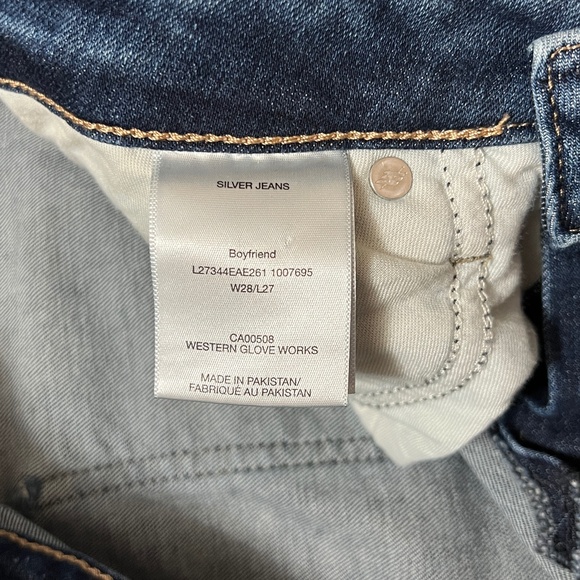 SILVER JEANS
Boyfriend
L27344EAE261 1007695
W28/L27
CA00508
WESTERN GLOVE WORKS
MADE IN PAKISTAN/
FABRIQUÉ AU PAKISTAN